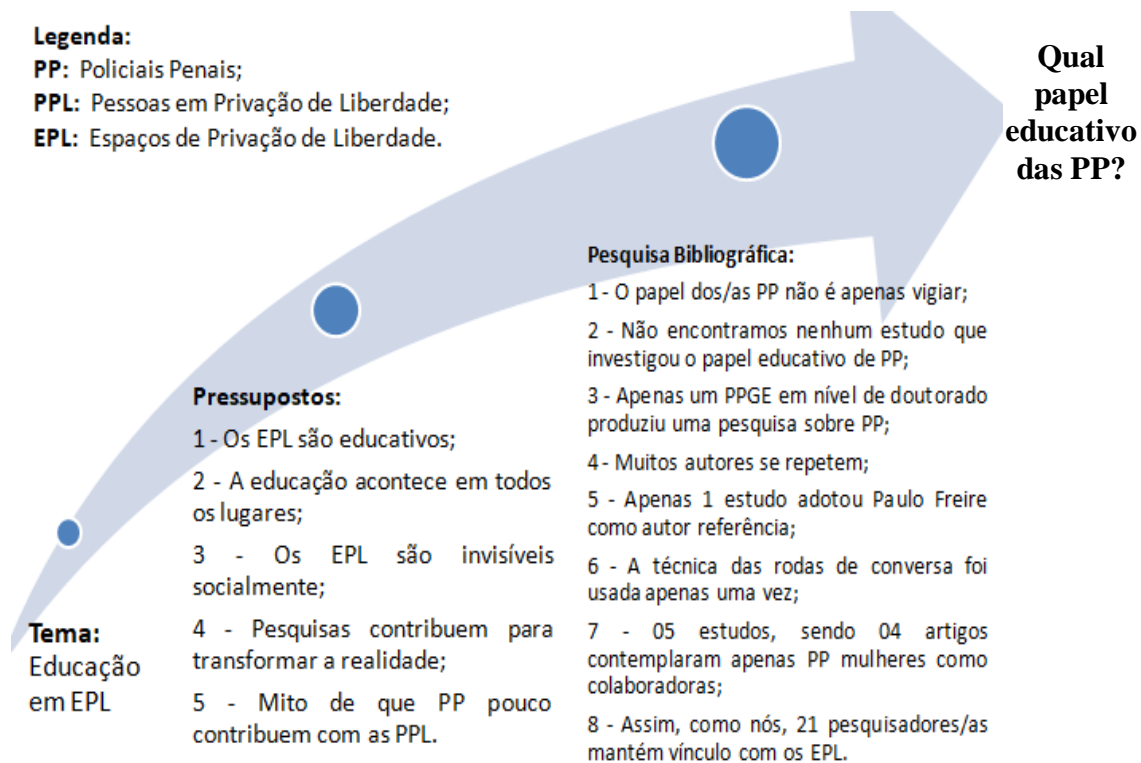 Legenda:
PP: Policiais Penais;
PPL: Pessoas em Privação de Liberdade;
EPL: Espaços de Privação de Liberdade.
Qual
papel
educativo
das PP?
Tema:
Educação
em EPL
Pressupostos:
1 - Os EPL são educativos;
2 - A educação acontece em todos
os lugares;
3 - Os EPL são invisíveis
socialmente;
4 - Pesquisas contribuem para
transformar a realidade;
5 - Mito de que PP pouco
contribuem com as PPL.
Pesquisa Bibliográfica:
1 - O papel dos/as PP não é apenas vigiar;
2 - Não encontramos nenhum estudo que
investigou o papel educativo de PP;
3 - Apenas um PPGE em nível de doutorado
produziu uma pesquisa sobre PP;
4 - Muitos autores se repetem;
5 - Apenas 1 estudo adotou Paulo Freire
como autor referência;
6 - A técnica das rodas de conversa foi
usada apenas uma vez;
7 - 05 estudos, sendo 04 artigos
contemplaram apenas PP mulheres como
colaboradoras;
8 - Assim, como nós, 21 pesquisadores/as
mantém vínculo com os EPL.